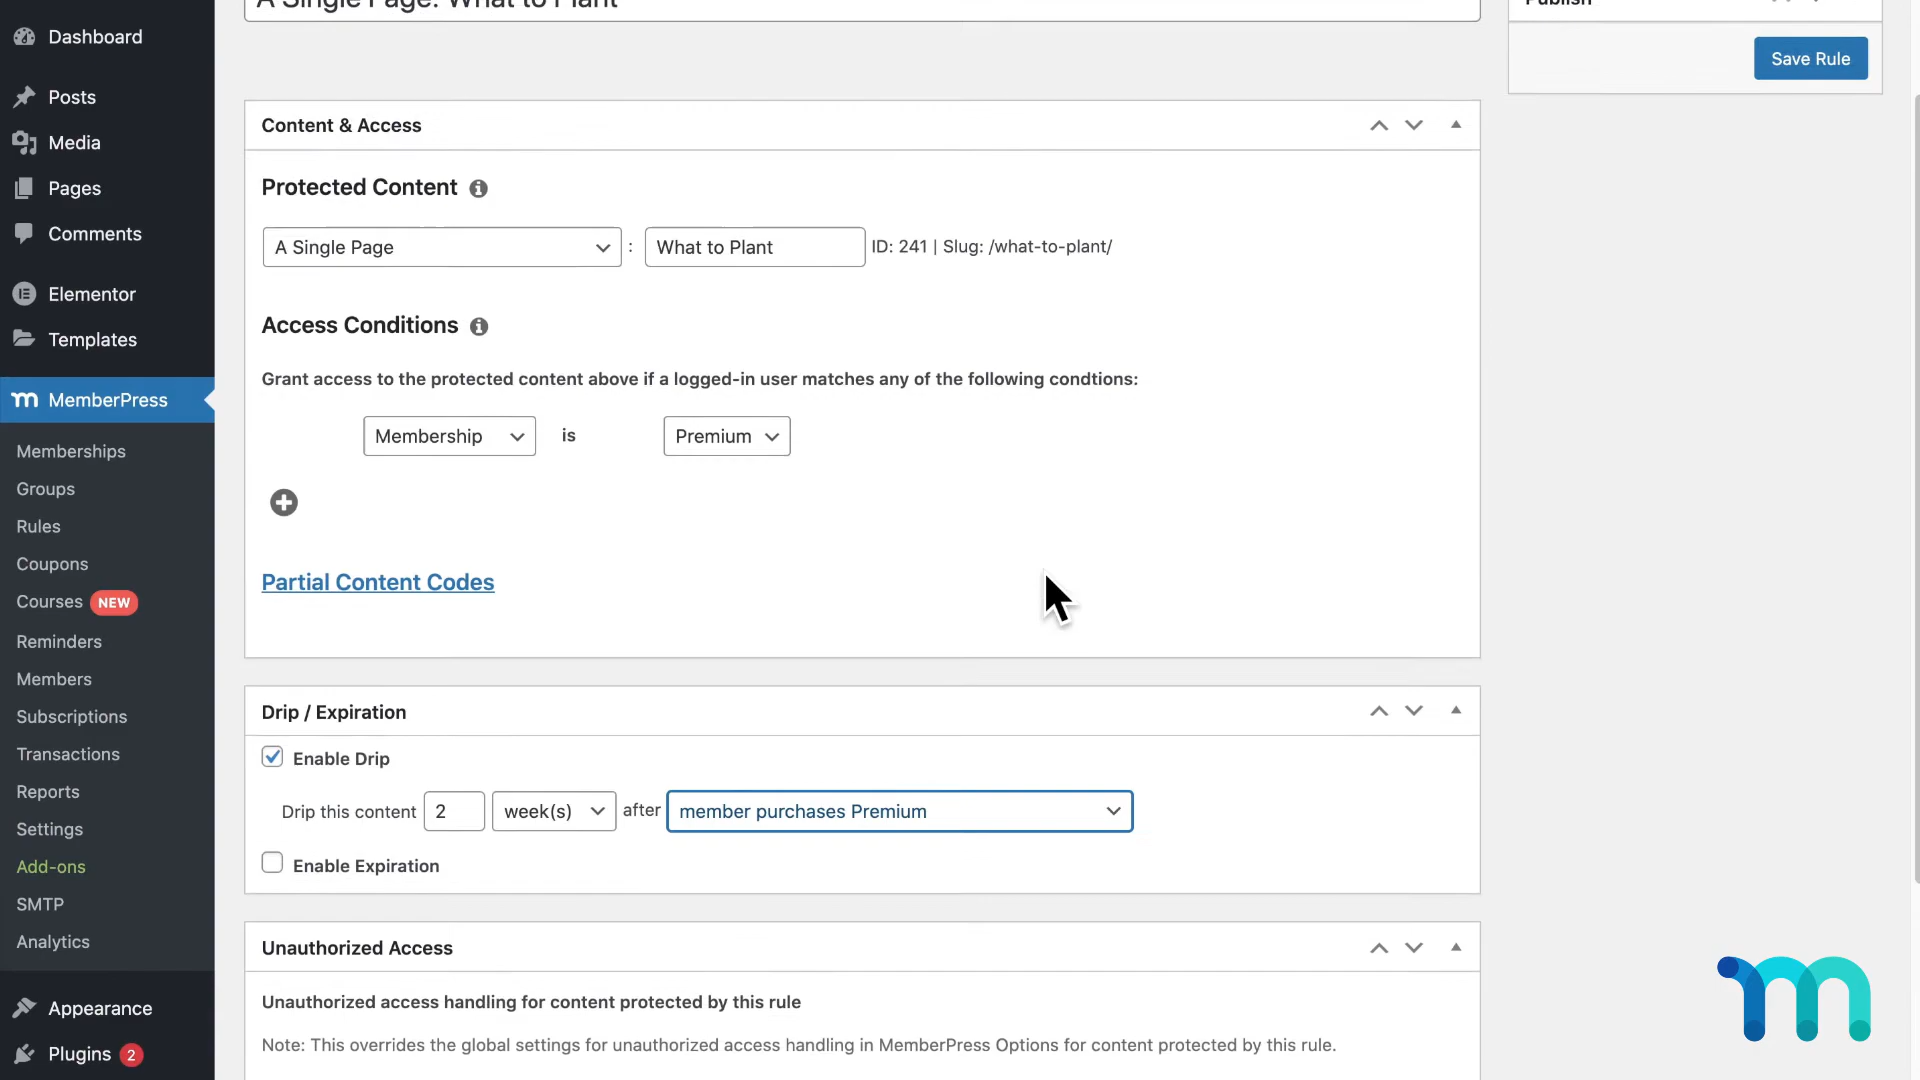 A Single Page: What to Plant
Publish
Dashboard
Save Rule
Posts
Media
Pages
Comments
Elementor
Templates
MemberPress
Memberships
Groups
Rules
Coupons
Courses NEW
Reminders
Members
Subscriptions
Transactions
Reports
Settings
Add-ons
SMTP
Analytics
Appearance
Plugins 2
Content & Access
Protected Content
A Single Page : What to Plant ID: 241 | Slug: /what-to-plant/
Access Conditions
Grant access to the protected content above if a logged-in user matches any of the following condtions:
Membership is Premium
Partial Content Codes
Drip / Expiration
Enable Drip
Drip this content 2 week(s) after member purchases Premium
Enable Expiration
Unauthorized Access
Unauthorized access handling for content protected by this rule
Note: This overrides the global settings for unauthorized access handling in MemberPress Options for content protected by this rule.